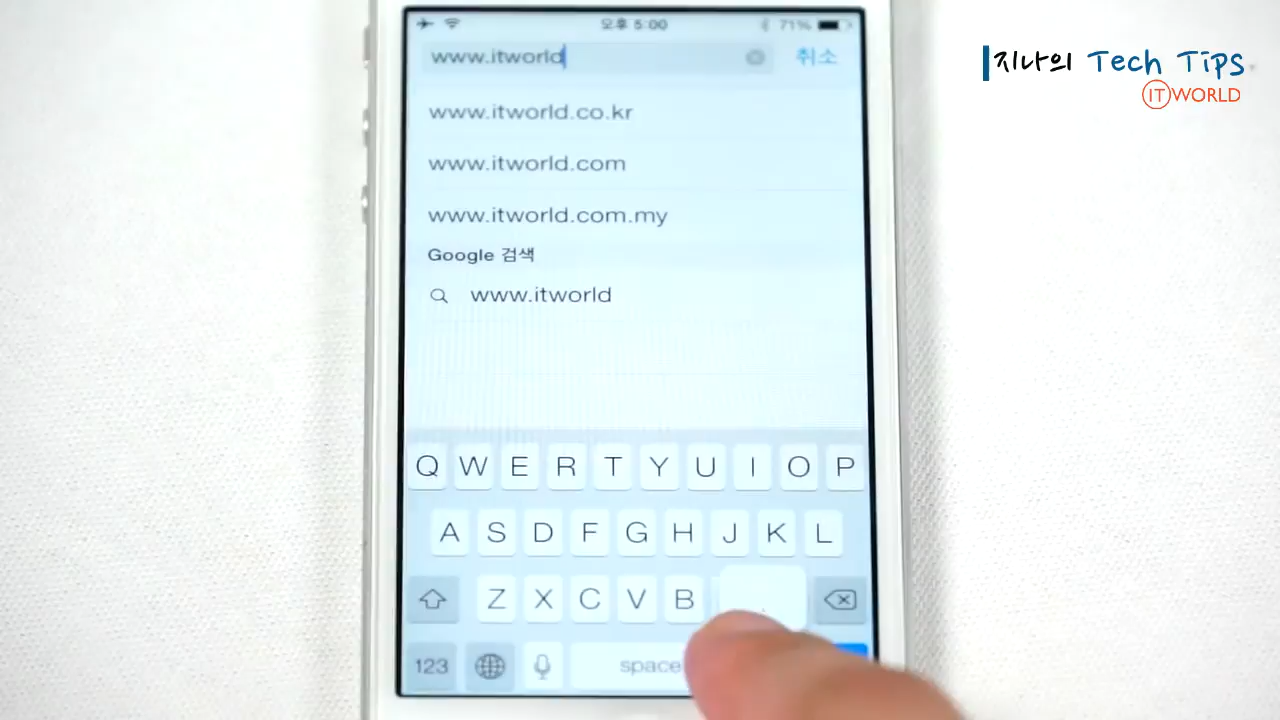 오후 5:00
71%
www.itworld
취소
지나의 Tech Tips
IT WORLD
www.itworld.co.kr
www.itworld.com
www.itworld.com.my
Google 검색
www.itworld
Q W E R T Y U I O P
A S D F G H J K L
Z X C V B .
123 space